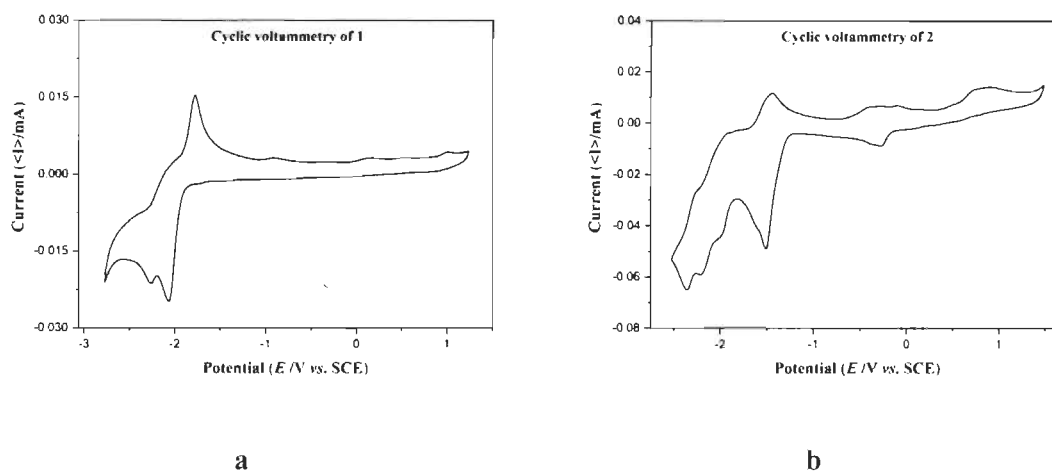 Cyclic voltammetry of 1
0.030
0.015
0.000
-0.015
-0.030
-3
-2
-1
0
1
Current (<I>/mA)
Potential (E /V vs. SCE)
a
Cyclic voltammetry of 2
0.04
0.02
0.00
-0.02
-0.04
-0.06
-0.08
-2
-1
0
1
Current (<I>/mA)
Potential (E /V vs. SCE)
b